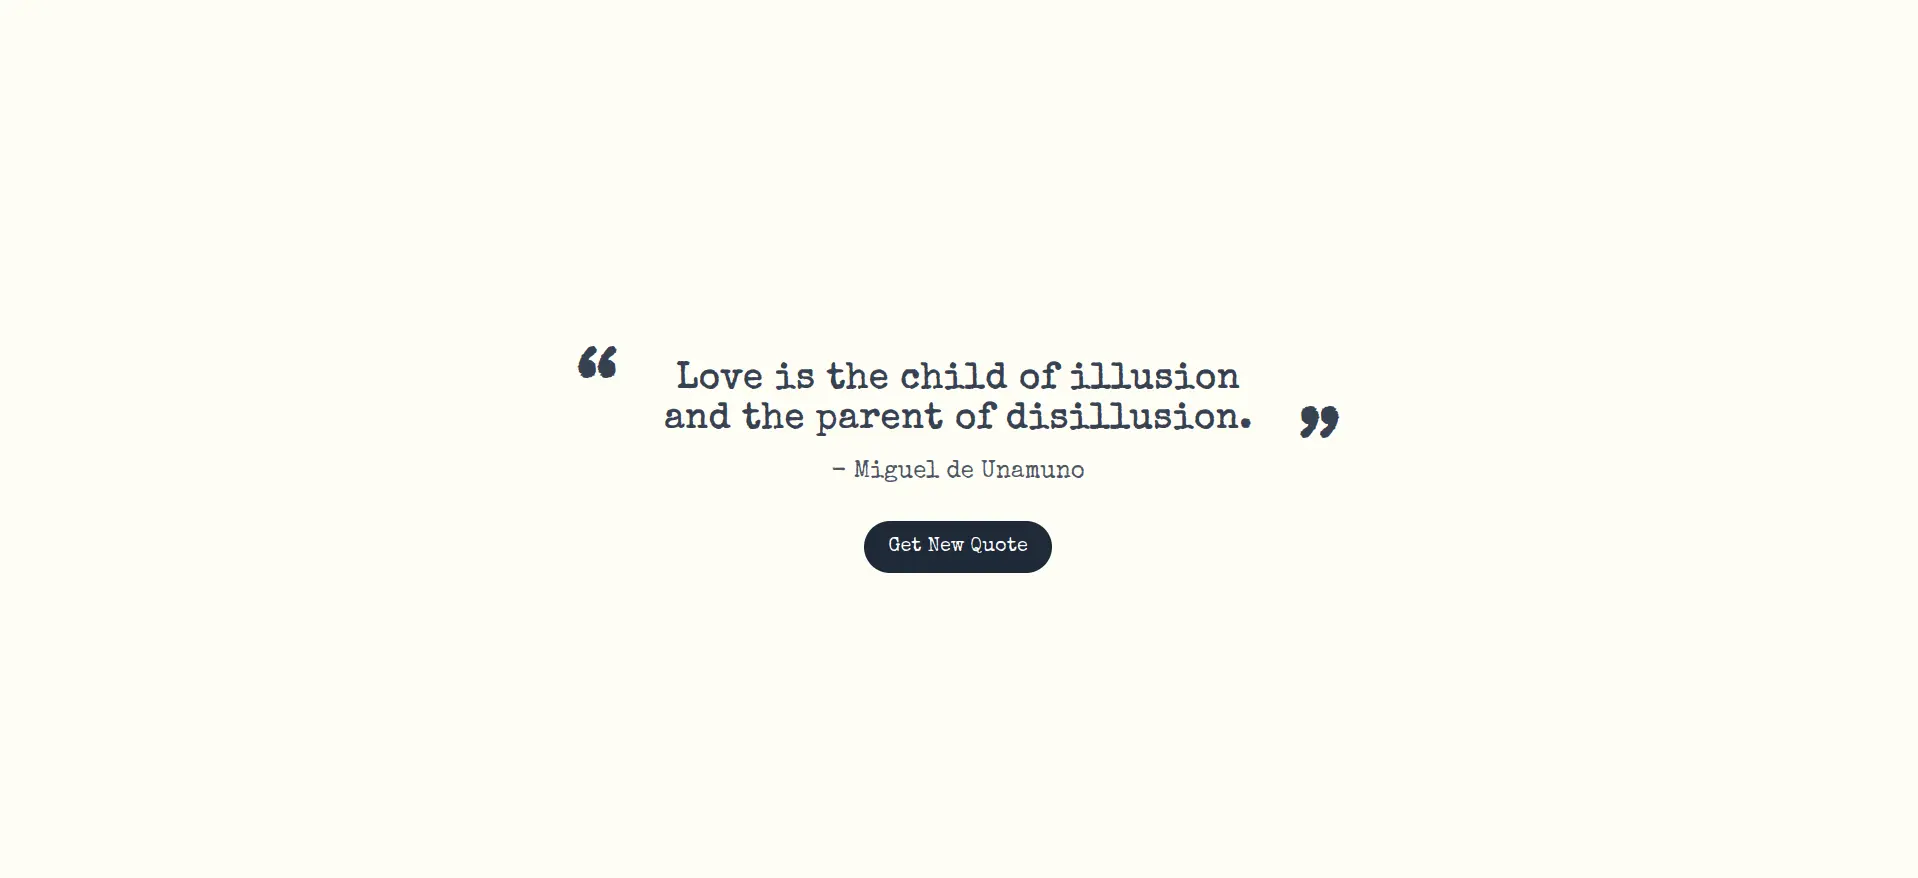 “ Love is the child of illusion
and the parent of disillusion. ”
- Miguel de Unamuno
Get New Quote